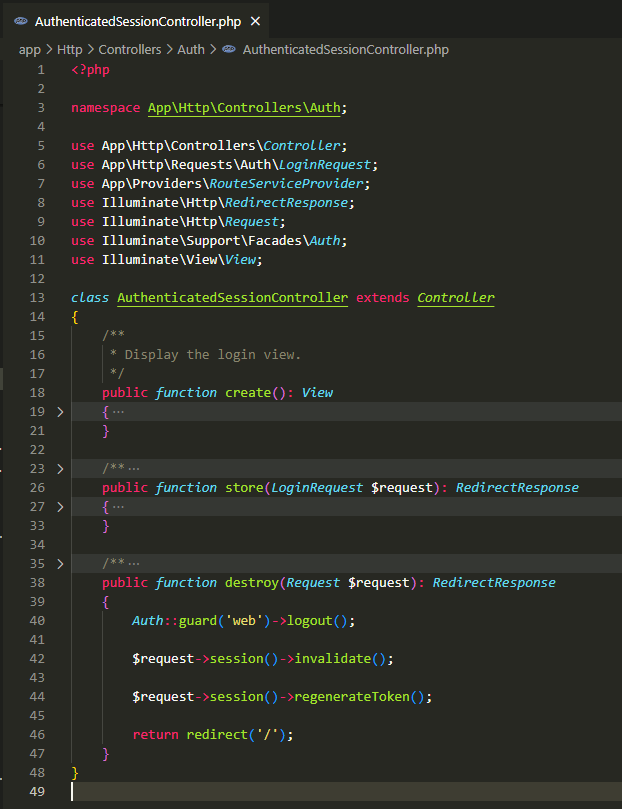 AuthenticatedSessionController.php ×
app > Http > Controllers > Auth > AuthenticatedSessionController.php
1 <?php
2
3 namespace App\Http\Controllers\Auth;
4
5 use App\Http\Controllers\Controller;
6 use App\Http\Requests\Auth\LoginRequest;
7 use App\Providers\RouteServiceProvider;
8 use Illuminate\Http\RedirectResponse;
9 use Illuminate\Http\Request;
10 use Illuminate\Support\Facades\Auth;
11 use Illuminate\View\View;
12
13 class AuthenticatedSessionController extends Controller
14 {
15     /**
16      * Display the login view.
17      */
18     public function create(): View
19 >   { ···
21     }
22
23 >   /** ···
26     public function store(LoginRequest $request): RedirectResponse
27 >   { ···
33     }
34
35 >   /** ···
38     public function destroy(Request $request): RedirectResponse
39     {
40         Auth::guard('web')->logout();
41
42         $request->session()->invalidate();
43
44         $request->session()->regenerateToken();
45
46         return redirect('/');
47     }
48 }
49